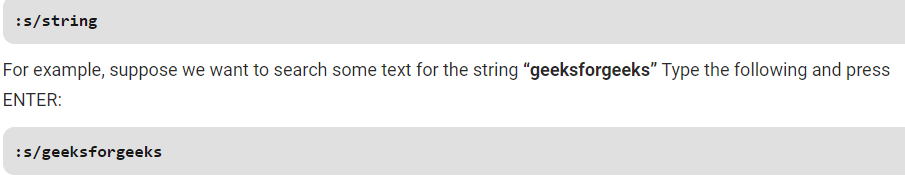 :s/string
For example, suppose we want to search some text for the string “geeksforgeeks” Type the following and press
ENTER:
:s/geeksforgeeks